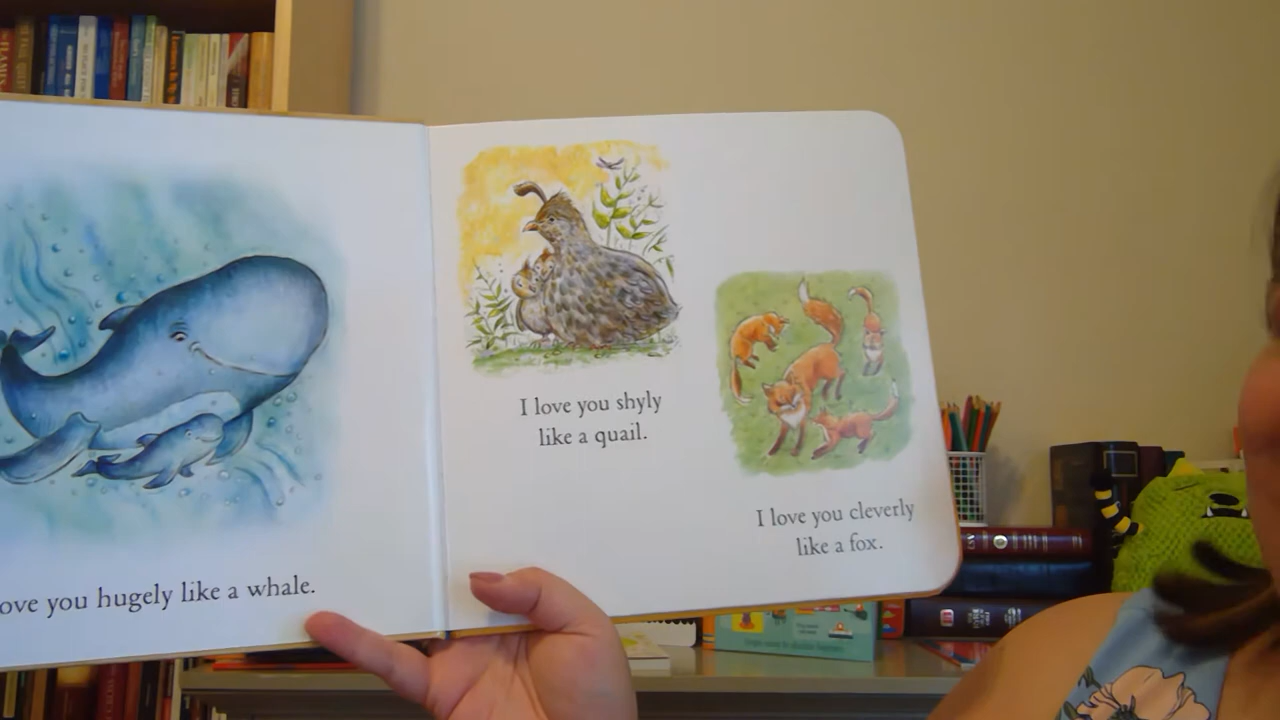 ove you hugely like a whale.
I love you shyly
like a quail.
I love you cleverly
like a fox.